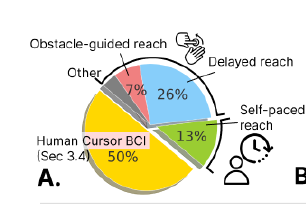 Obstacle-guided reach
Delayed reach
Other
7%
26%
Self-paced
reach
13%
Human Cursor BCI
(Sec 3.4)
50%
A.
B